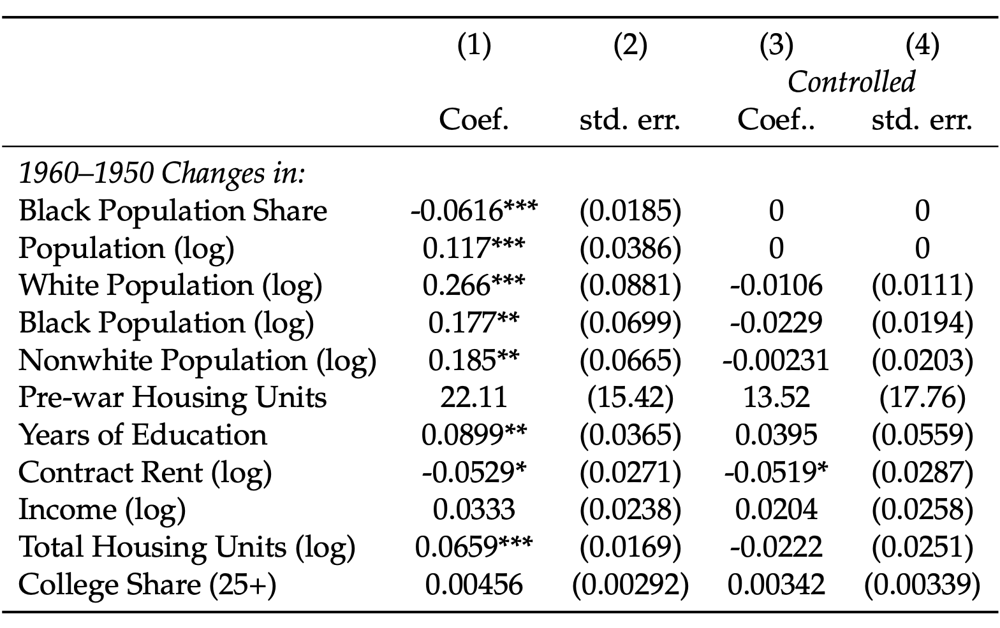 (1) (2) (3) (4)
Controlled
Coef. std. err. Coef.. std. err.
1960–1950 Changes in:
Black Population Share -0.0616*** (0.0185) 0 0
Population (log) 0.117*** (0.0386) 0 0
White Population (log) 0.266*** (0.0881) -0.0106 (0.0111)
Black Population (log) 0.177** (0.0699) -0.0229 (0.0194)
Nonwhite Population (log) 0.185** (0.0665) -0.00231 (0.0203)
Pre-war Housing Units 22.11 (15.42) 13.52 (17.76)
Years of Education 0.0899** (0.0365) 0.0395 (0.0559)
Contract Rent (log) -0.0529* (0.0271) -0.0519* (0.0287)
Income (log) 0.0333 (0.0238) 0.0204 (0.0258)
Total Housing Units (log) 0.0659*** (0.0169) -0.0222 (0.0251)
College Share (25+) 0.00456 (0.00292) 0.00342 (0.00339)